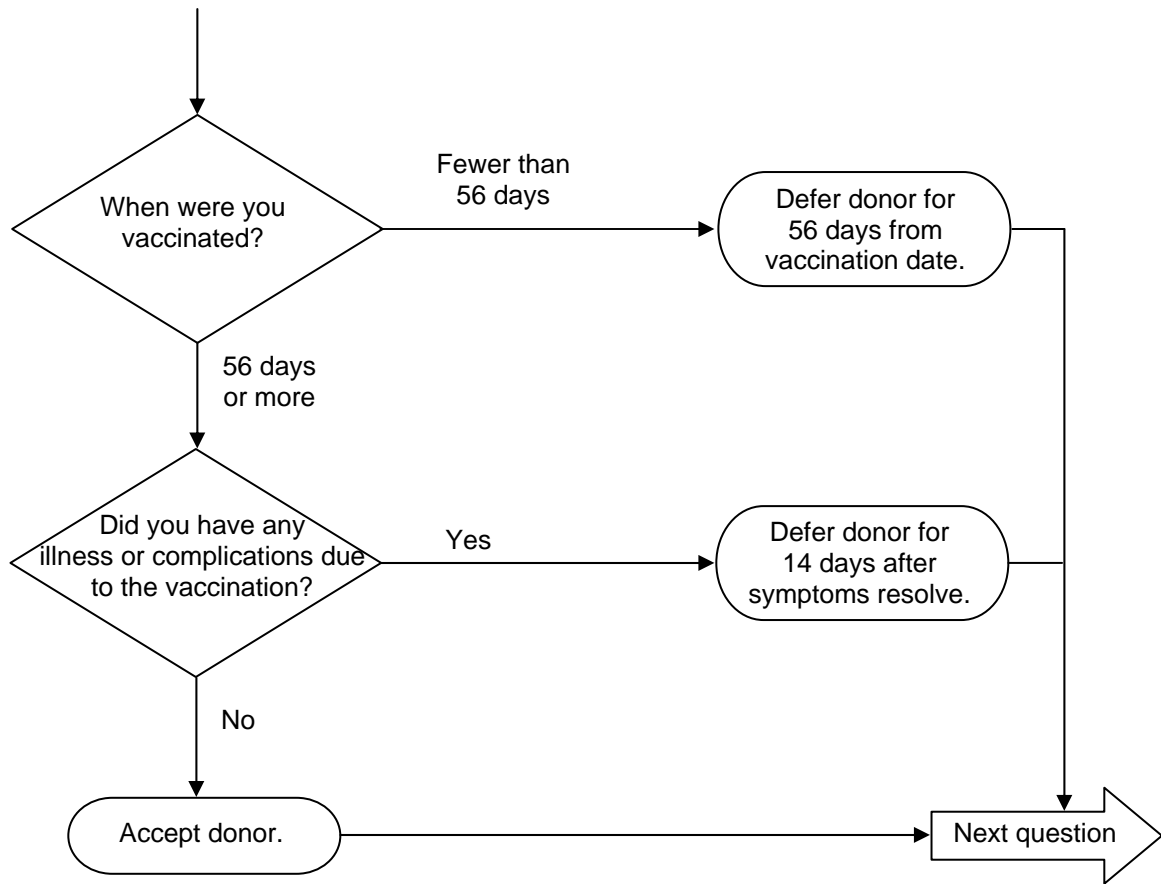 When were you
vaccinated?
Fewer than
56 days
Defer donor for
56 days from
vaccination date.
56 days
or more
Did you have any
illness or complications due
to the vaccination?
Yes
Defer donor for
14 days after
symptoms resolve.
No
Accept donor.
Next question